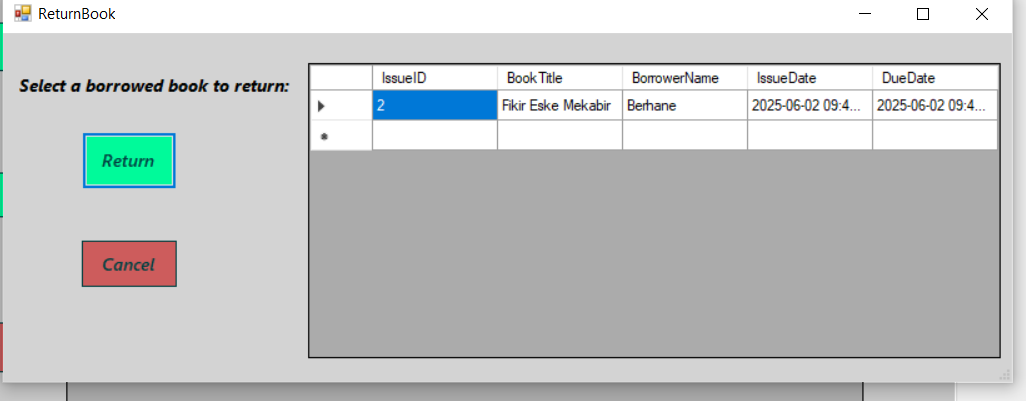 ReturnBook
Select a borrowed book to return:
Return
Cancel
IssueID BookTitle BorrowerName IssueDate DueDate
2 Fikir Eske Mekabir Berhane 2025-06-02 09:4... 2025-06-02 09:4...